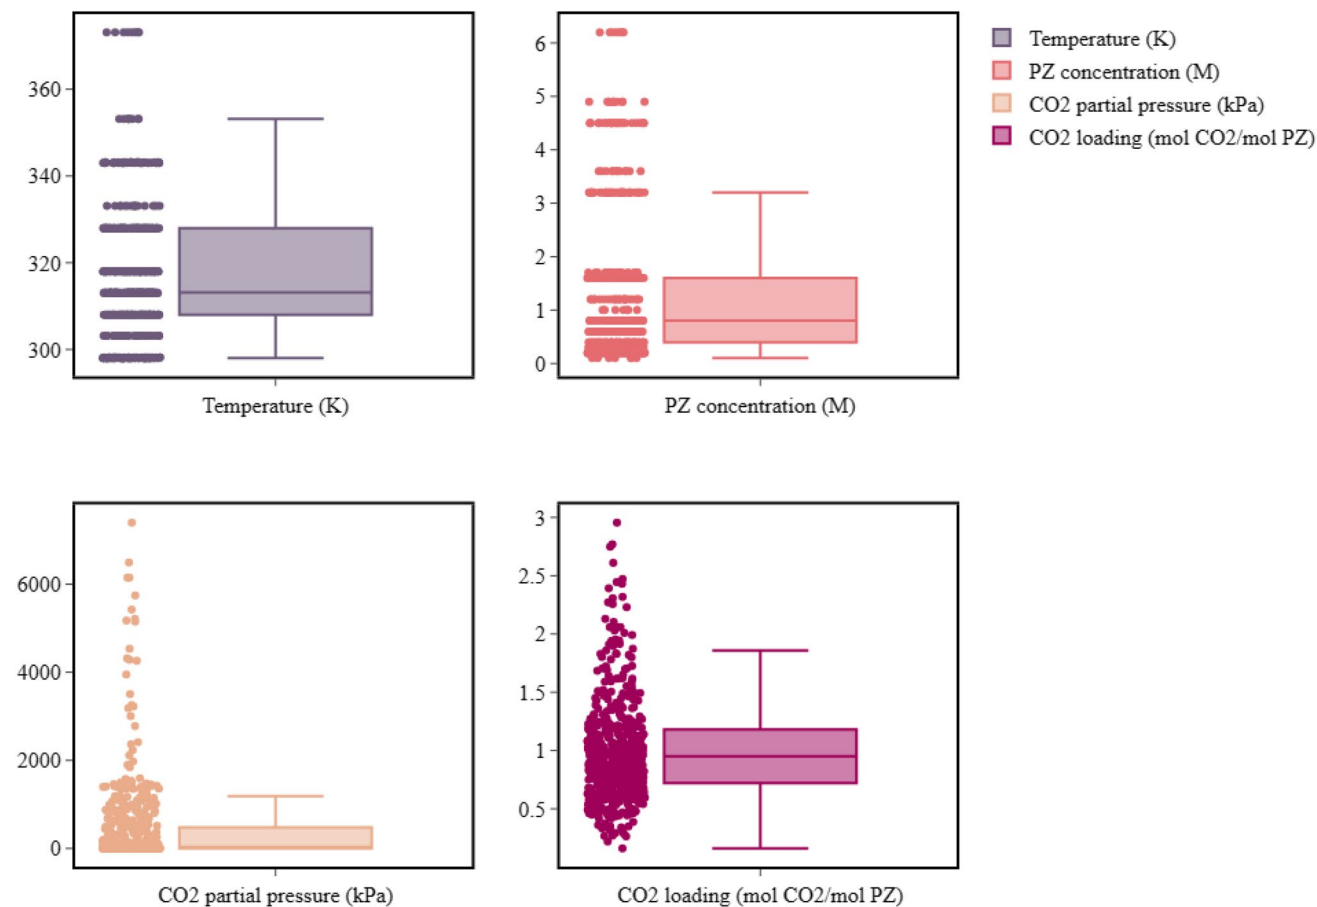 360
340
320
300
Temperature (K)
6
5
4
3
2
1
0
PZ concentration (M)
Temperature (K)
PZ concentration (M)
CO2 partial pressure (kPa)
CO2 loading (mol CO2/mol PZ)
6000
4000
2000
0
CO2 partial pressure (kPa)
3
2.5
2
1.5
1
0.5
CO2 loading (mol CO2/mol PZ)